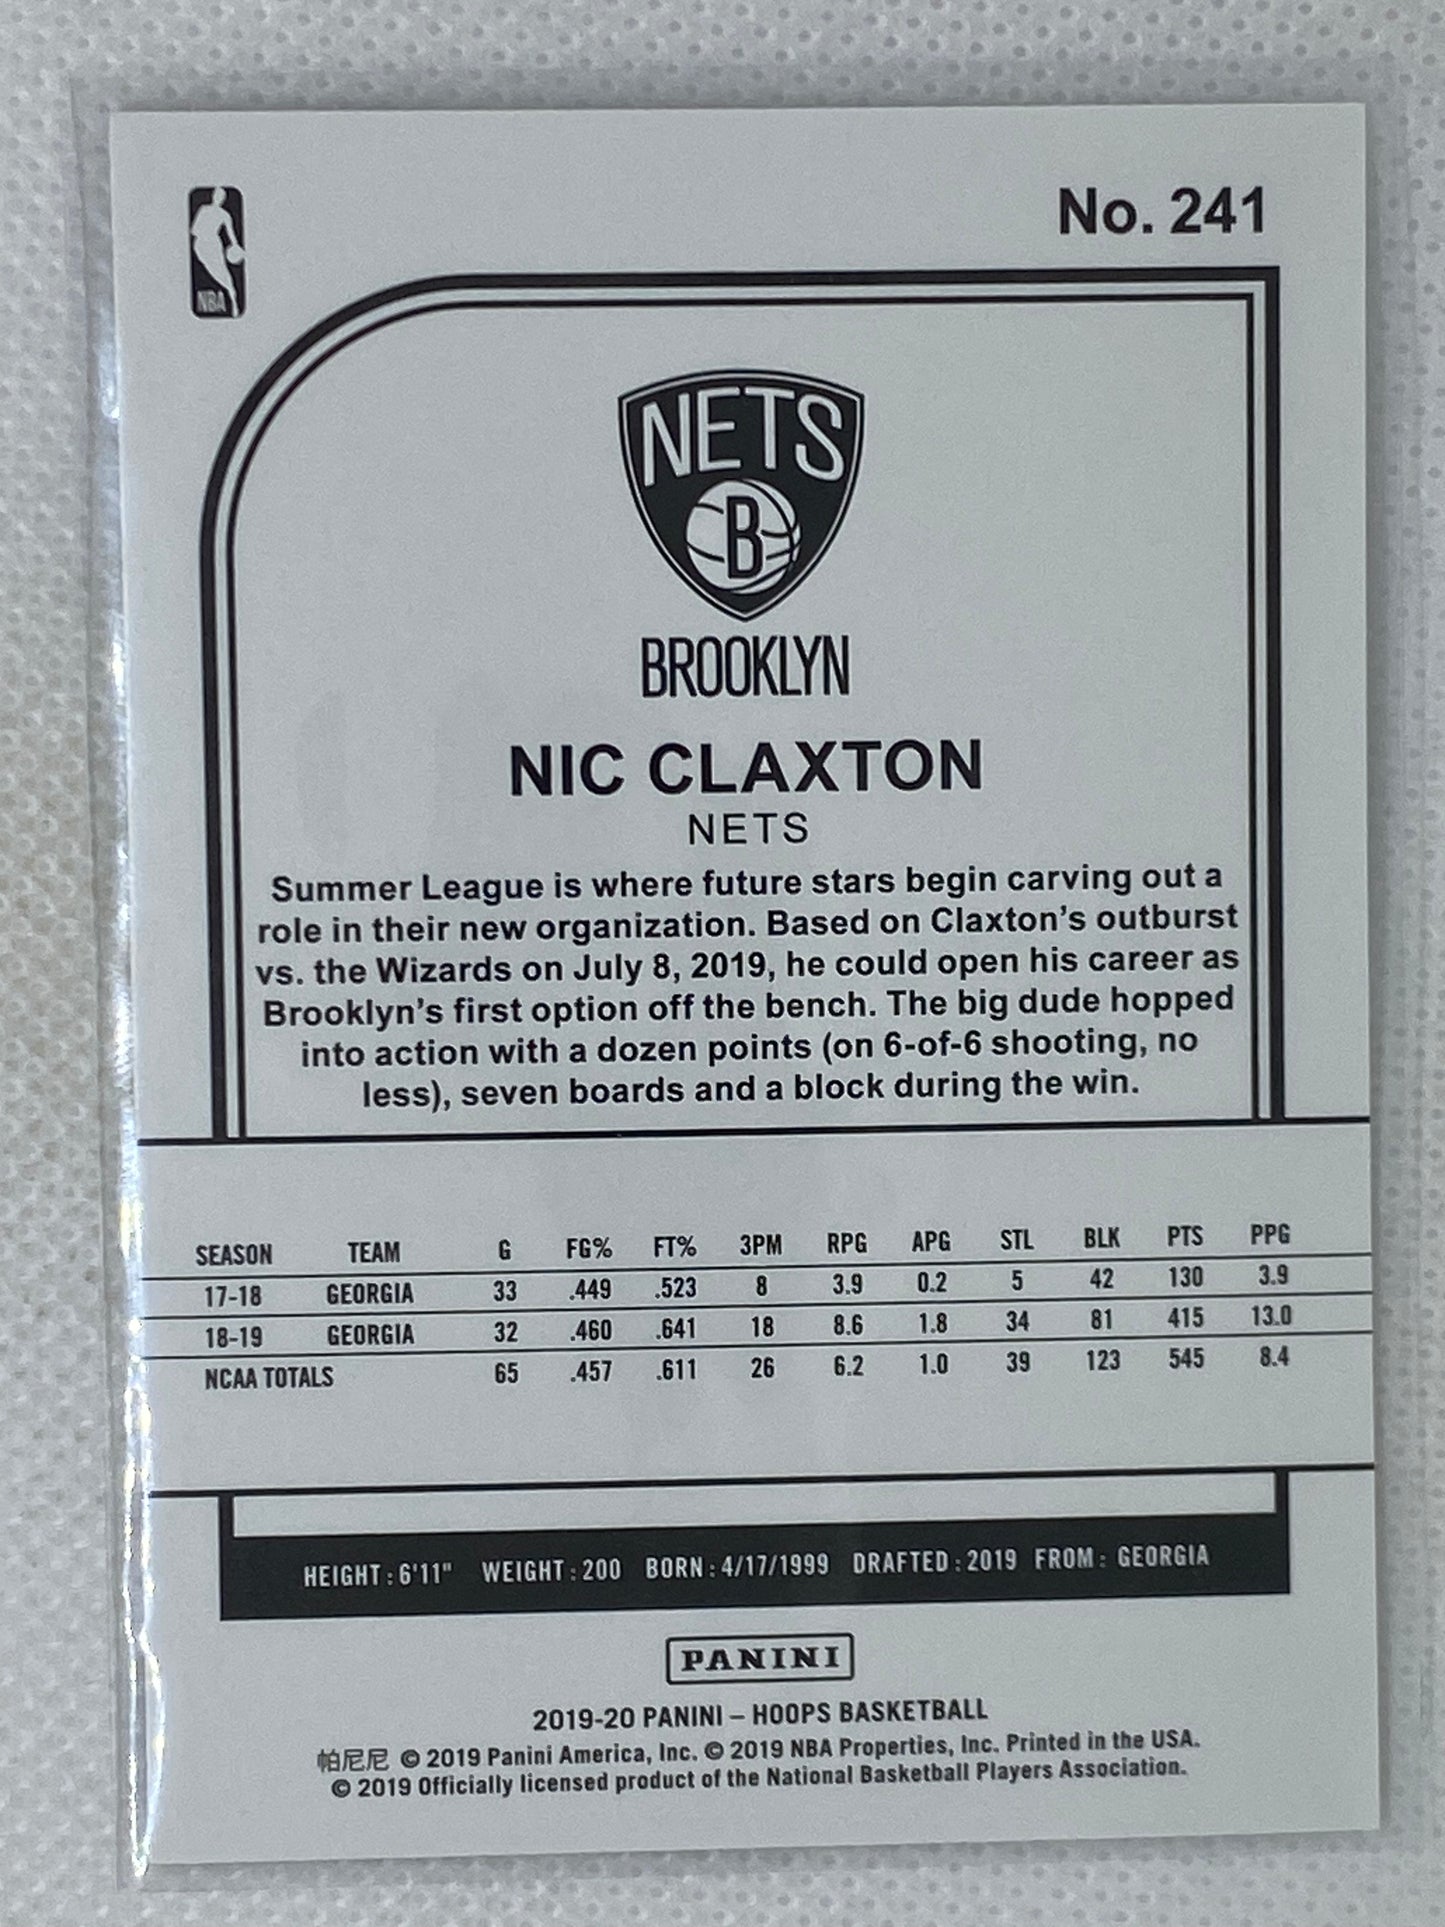 NBA
No. 241
NETS
B
BROOKLYN
NIC CLAXTON
NETS
Summer League is where future stars begin carving out a
role in their new organization. Based on Claxton's outburst
vs. the Wizards on July 8, 2019, he could open his career as
Brooklyn's first option off the bench. The big dude hopped
into action with a dozen points (on 6-of-6 shooting, no
less), seven boards and a block during the win.
SEASON TEAM G FG% FT% 3PM RPG APG STL BLK PTS PPG
17-18 GEORGIA 33 .449 .523 8 3.9 0.2 5 42 130 3.9
18-19 GEORGIA 32 .460 .641 18 8.6 1.8 34 81 415 13.0
NCAA TOTALS 65 .457 .611 26 6.2 1.0 39 123 545 8.4
HEIGHT: 6'11" WEIGHT: 200 BORN: 4/17/1999 DRAFTED: 2019 FROM: GEORGIA
PANINI
2019-20 PANINI – HOOPS BASKETBALL
帕尼尼 © 2019 Panini America, Inc. © 2019 NBA Properties, Inc. Printed in the USA.
© 2019 Officially licensed product of the National Basketball Players Association.